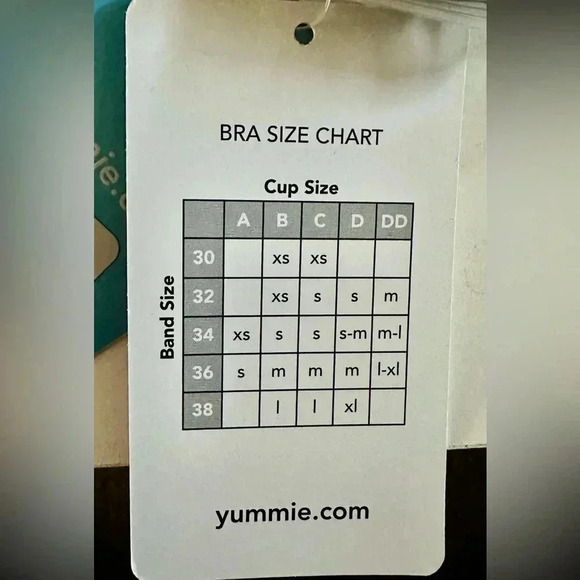 BRA SIZE CHART
Cup Size
A B C D DD
Band Size
30 xs xs
32 xs s s m
34 xs s s s-m m-l
36 s m m m l-xl
38 l l xl
yummie.com